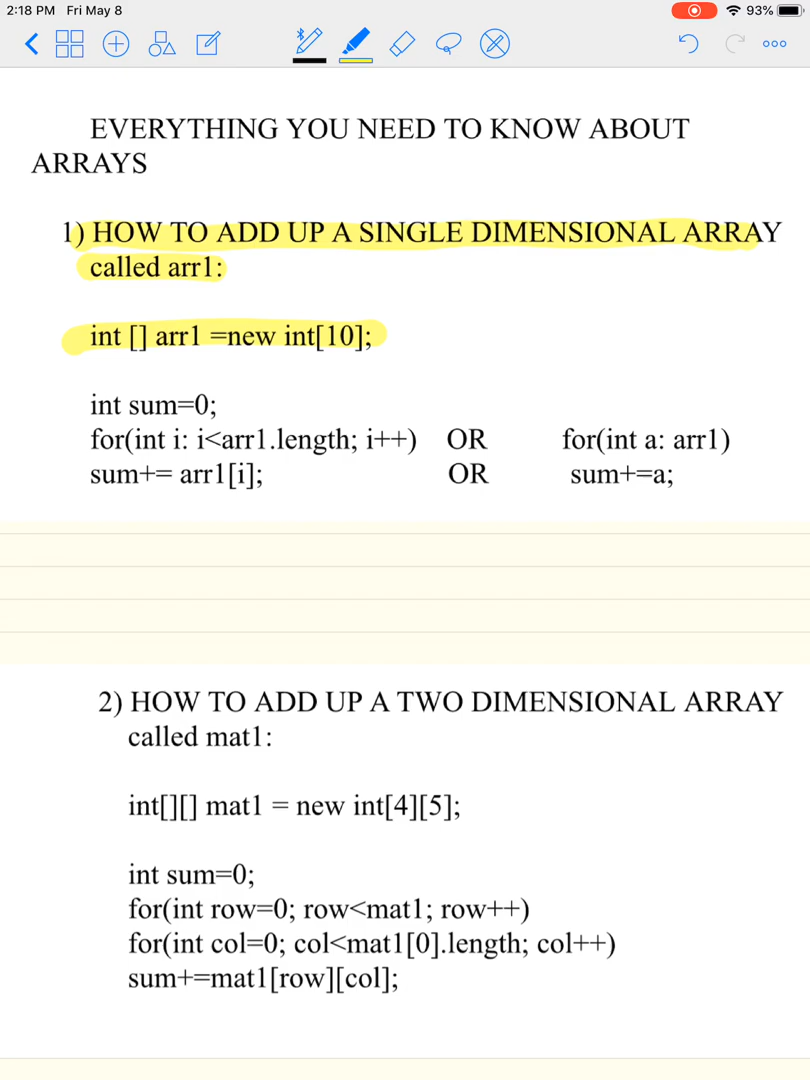 2:18 PM Fri May 8 93%
EVERYTHING YOU NEED TO KNOW ABOUT
ARRAYS
1) HOW TO ADD UP A SINGLE DIMENSIONAL ARRAY
called arr1:
int [] arr1 =new int[10];
int sum=0;
for(int i: i<arr1.length; i++) OR for(int a: arr1)
sum+= arr1[i]; OR sum+=a;
2) HOW TO ADD UP A TWO DIMENSIONAL ARRAY
called mat1:
int[][] mat1 = new int[4][5];
int sum=0;
for(int row=0; row<mat1; row++)
for(int col=0; col<mat1[0].length; col++)
sum+=mat1[row][col];